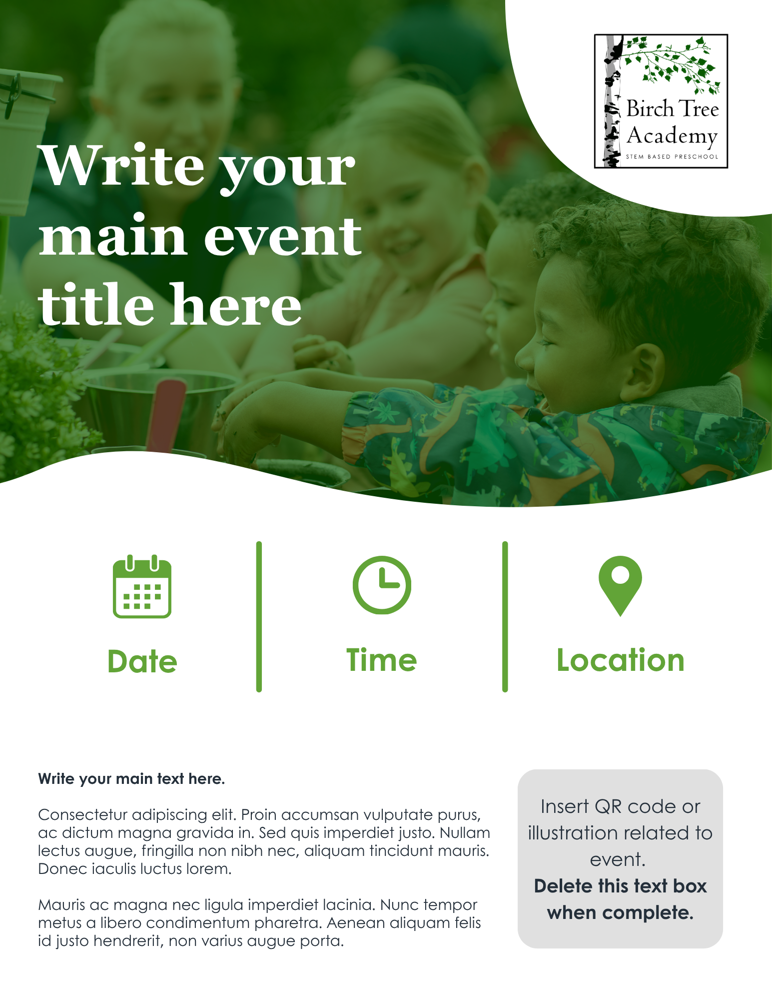 Birch Tree
Academy
STEM BASED PRESCHOOL
Write your
main event
title here
Date
Time
Location
Write your main text here.
Consectetur adipiscing elit. Proin accumsan vulputate purus,
ac dictum magna gravida in. Sed quis imperdiet justo. Nullam
lectus augue, fringilla non nibh nec, aliquam tincidunt mauris.
Donec iaculis luctus lorem.
Mauris ac magna nec ligula imperdiet lacinia. Nunc tempor
metus a libero condimentum pharetra. Aenean aliquam felis
id justo hendrerit, non varius augue porta.
Insert QR code or
illustration related to
event.
Delete this text box
when complete.